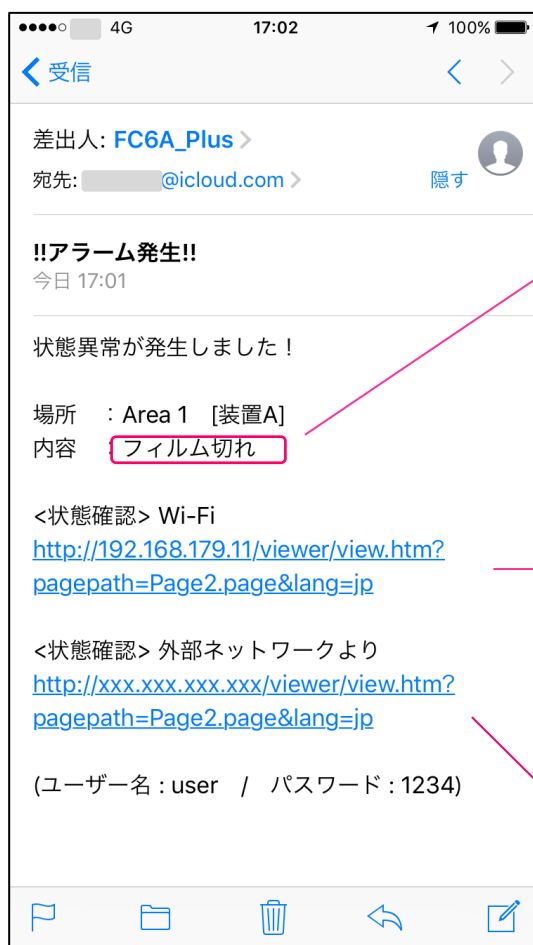 4G 17:02 100%
受信
差出人: FC6A_Plus
宛先: @icloud.com 隠す
!!アラーム発生!!
今日 17:01
状態異常が発生しました！
場所 ：Area 1 [装置A]
内容 ：フィルム切れ
<状態確認> Wi-Fi
http://192.168.179.11/viewer/view.htm?
pagepath=Page2.page&lang=jp
<状態確認> 外部ネットワークより
http://xxx.xxx.xxx.xxx/viewer/view.htm?
pagepath=Page2.page&lang=jp
(ユーザー名 : user / パスワード : 1234)